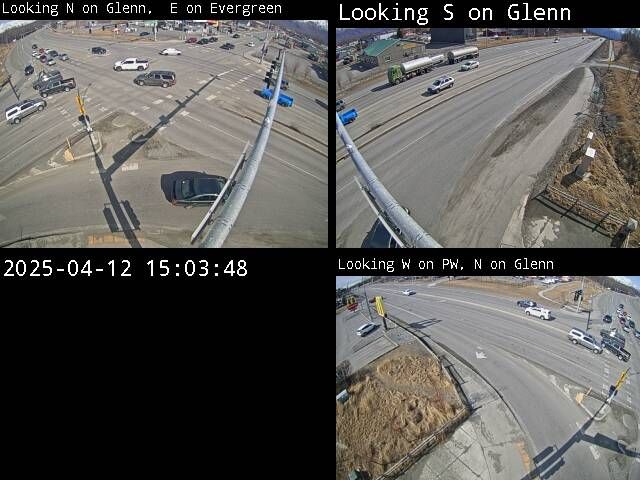 Looking N on Glenn,  E on Evergreen
Looking S on Glenn
2025-04-12 15:03:48
Looking W on PW, N on Glenn